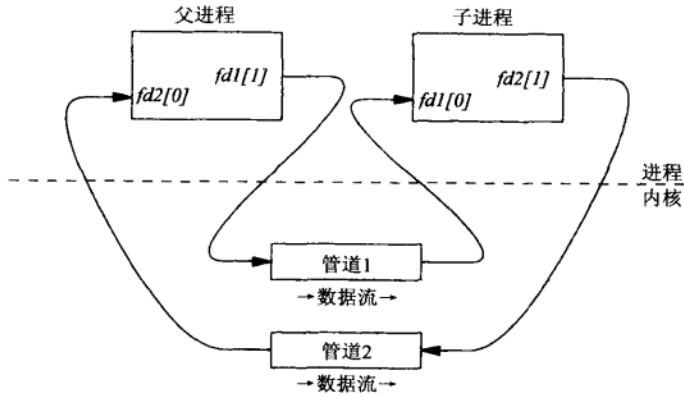 父进程
子进程
fd1[1]
fd2[0]
fd2[1]
fd1[0]
进程
内核
管道1
→数据流→
管道2
→数据流→